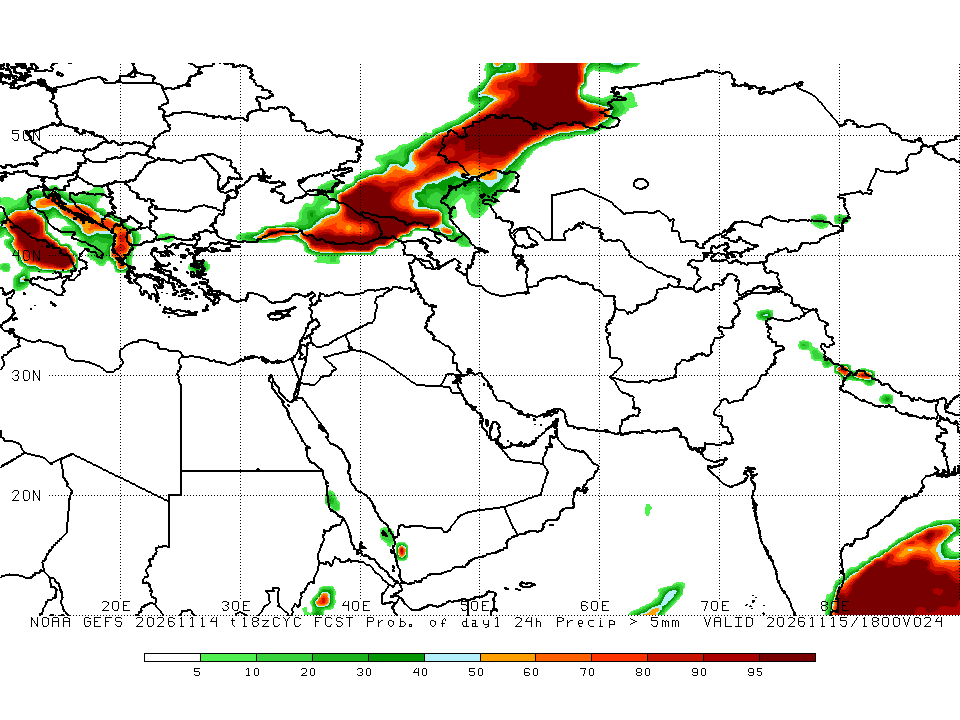 50N
40N
30N
20N
20E 30E 40E 50E 60E 70E 80E
NOAA GEFS 20261114 t18zCYC FCST Prob. of day1 24h Precip > 5mm VALID 20261115/1800V024
5 10 20 30 40 50 60 70 80 90 95